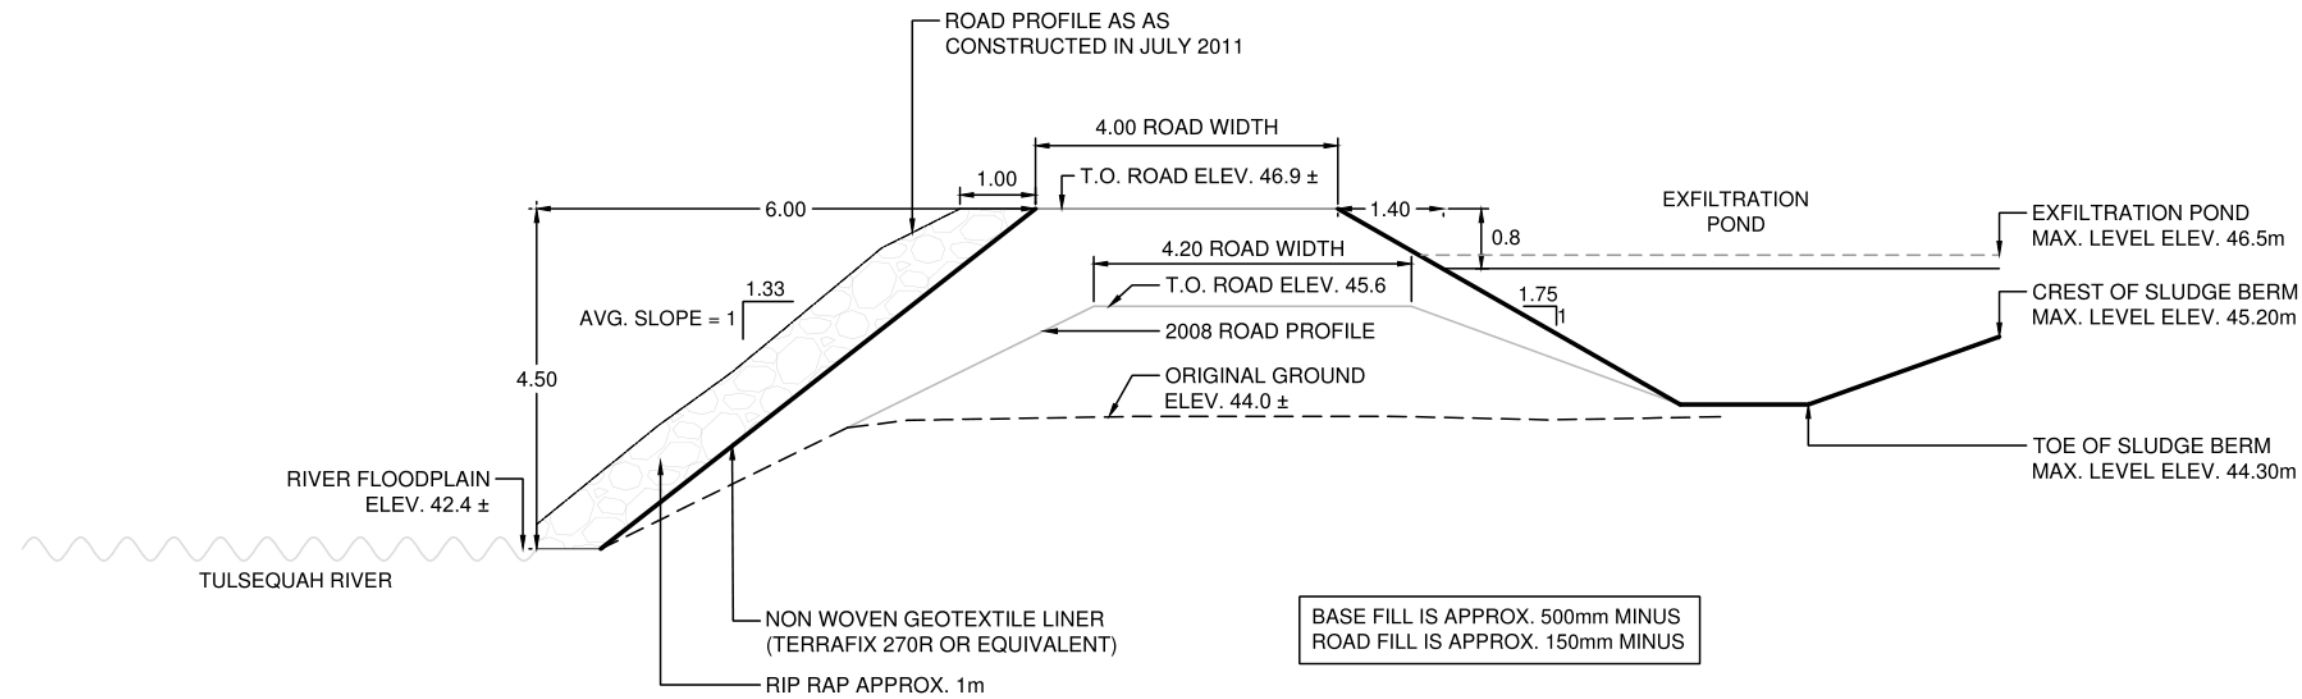 ROAD PROFILE AS AS
CONSTRUCTED IN JULY 2011
4.00 ROAD WIDTH
1.00
T.O. ROAD ELEV. 46.9 ±
6.00
1.40
EXFILTRATION
POND
EXFILTRATION POND
MAX. LEVEL ELEV. 46.5m
0.8
4.20 ROAD WIDTH
T.O. ROAD ELEV. 45.6
1.33
AVG. SLOPE = 1
1.75
1
CREST OF SLUDGE BERM
MAX. LEVEL ELEV. 45.20m
2008 ROAD PROFILE
4.50
ORIGINAL GROUND
ELEV. 44.0 ±
TOE OF SLUDGE BERM
MAX. LEVEL ELEV. 44.30m
RIVER FLOODPLAIN
ELEV. 42.4 ±
TULSEQUAH RIVER
NON WOVEN GEOTEXTILE LINER
(TERRAFIX 270R OR EQUIVALENT)
RIP RAP APPROX. 1m
BASE FILL IS APPROX. 500mm MINUS
ROAD FILL IS APPROX. 150mm MINUS